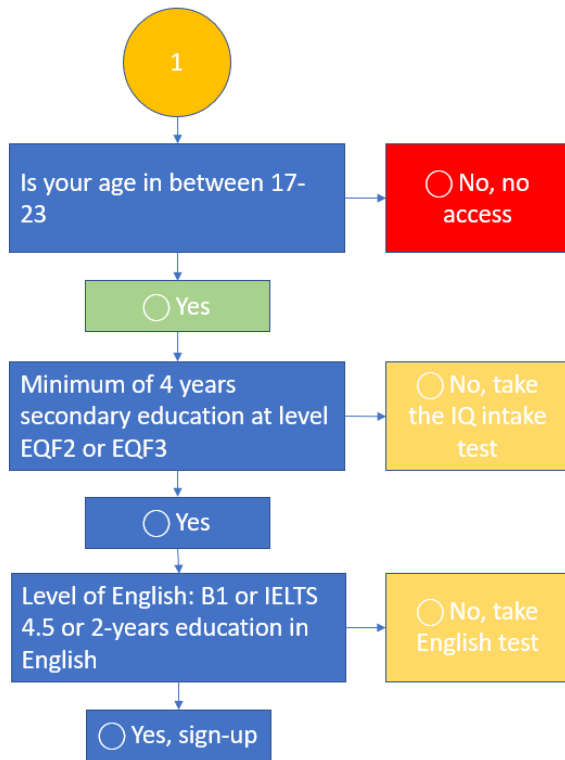 1
Is your age in between 17-
23
No, no
access
Yes
Minimum of 4 years
secondary education at level
EQF2 or EQF3
No, take
the IQ intake
test
Yes
Level of English: B1 or IELTS
4.5 or 2-years education in
English
No, take
English test
Yes, sign-up